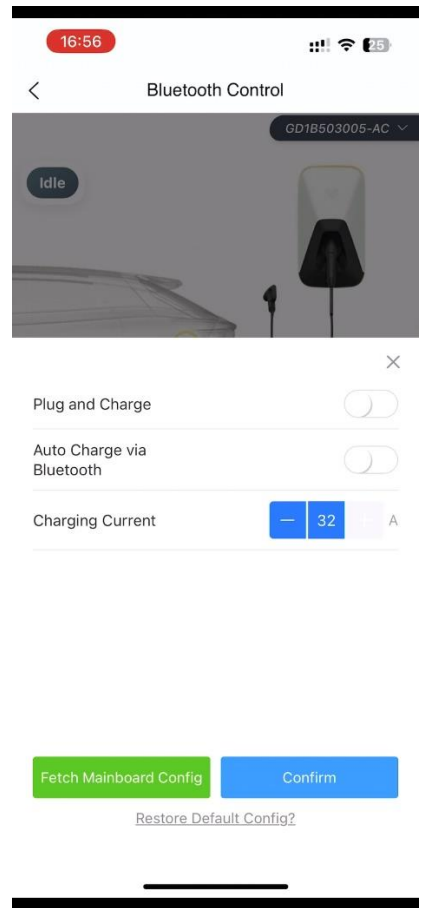 16:56
25
Bluetooth Control
GD1B503005-AC
Idle
Plug and Charge
Auto Charge via
Bluetooth
Charging Current
− 32 + A
Fetch Mainboard Config
Confirm
Restore Default Config?